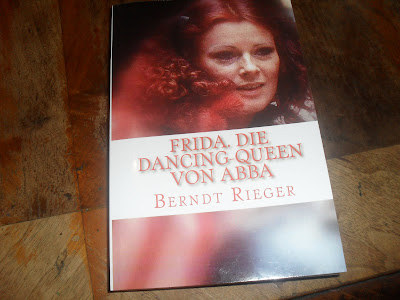 FRIDA. DIE
DANCING-QUEEN
VON ABBA
BERNDT RIEGER